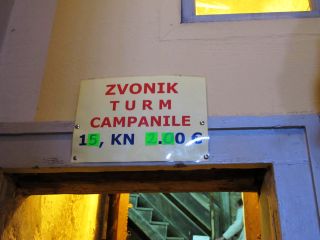 ZVONIK
TURM
CAMPANILE
15, KN 2.00 €